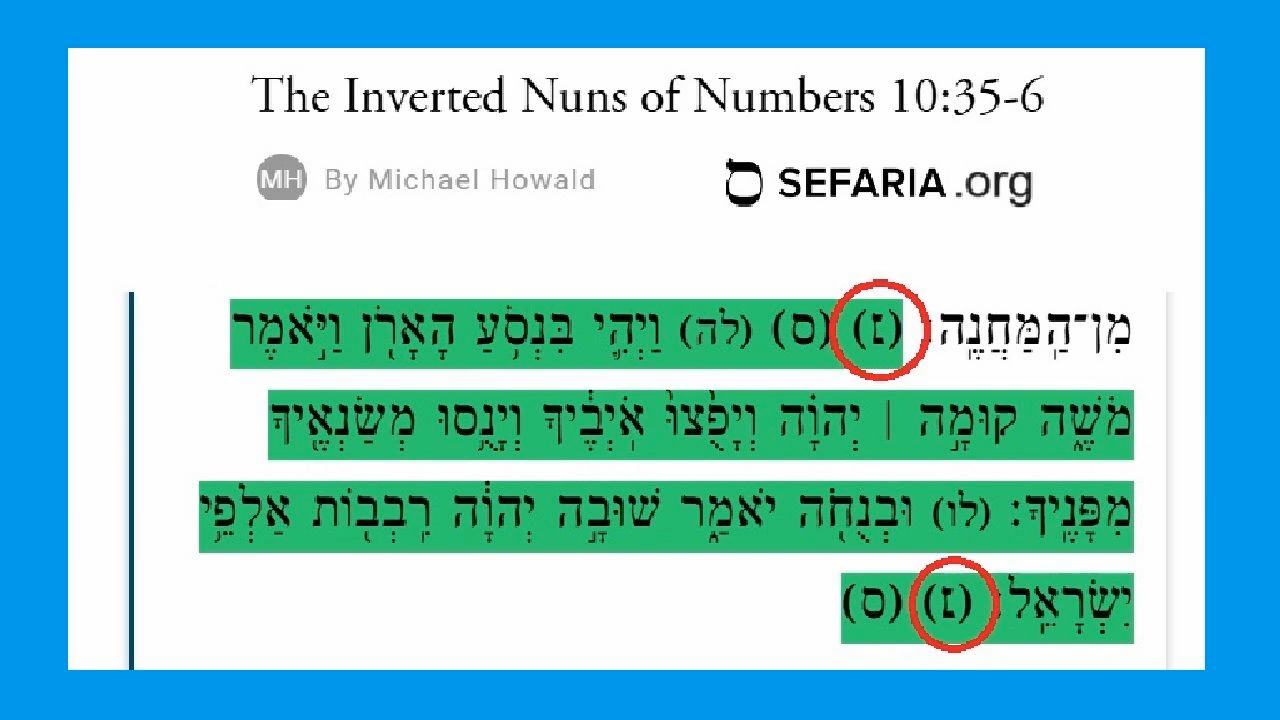 The Inverted Nuns of Numbers 10:35-6
MH By Michael Howald
ס SEFARIA.org
מִן־הַֽמַּחֲנֶֽה׃ (׆) (ס) (לה) וַיְהִ֛י בִּנְסֹ֥עַ הָאָרֹ֖ן וַיֹּ֣אמֶר
מֹשֶׁ֑ה קוּמָ֣ה ׀ יְהֹוָ֗ה וְיָפֻ֙צוּ֙ אֹֽיְבֶ֔יךָ וְיָנֻ֥סוּ מְשַׂנְאֶ֖יךָ
מִפָּנֶֽיךָ׃ (לו) וּבְנֻחֹ֖ה יֹאמַ֑ר שׁוּבָ֣ה יְהֹוָ֔ה רִֽבְב֖וֹת אַלְפֵ֥י
יִשְׂרָאֵֽל׃ (׆) (ס)